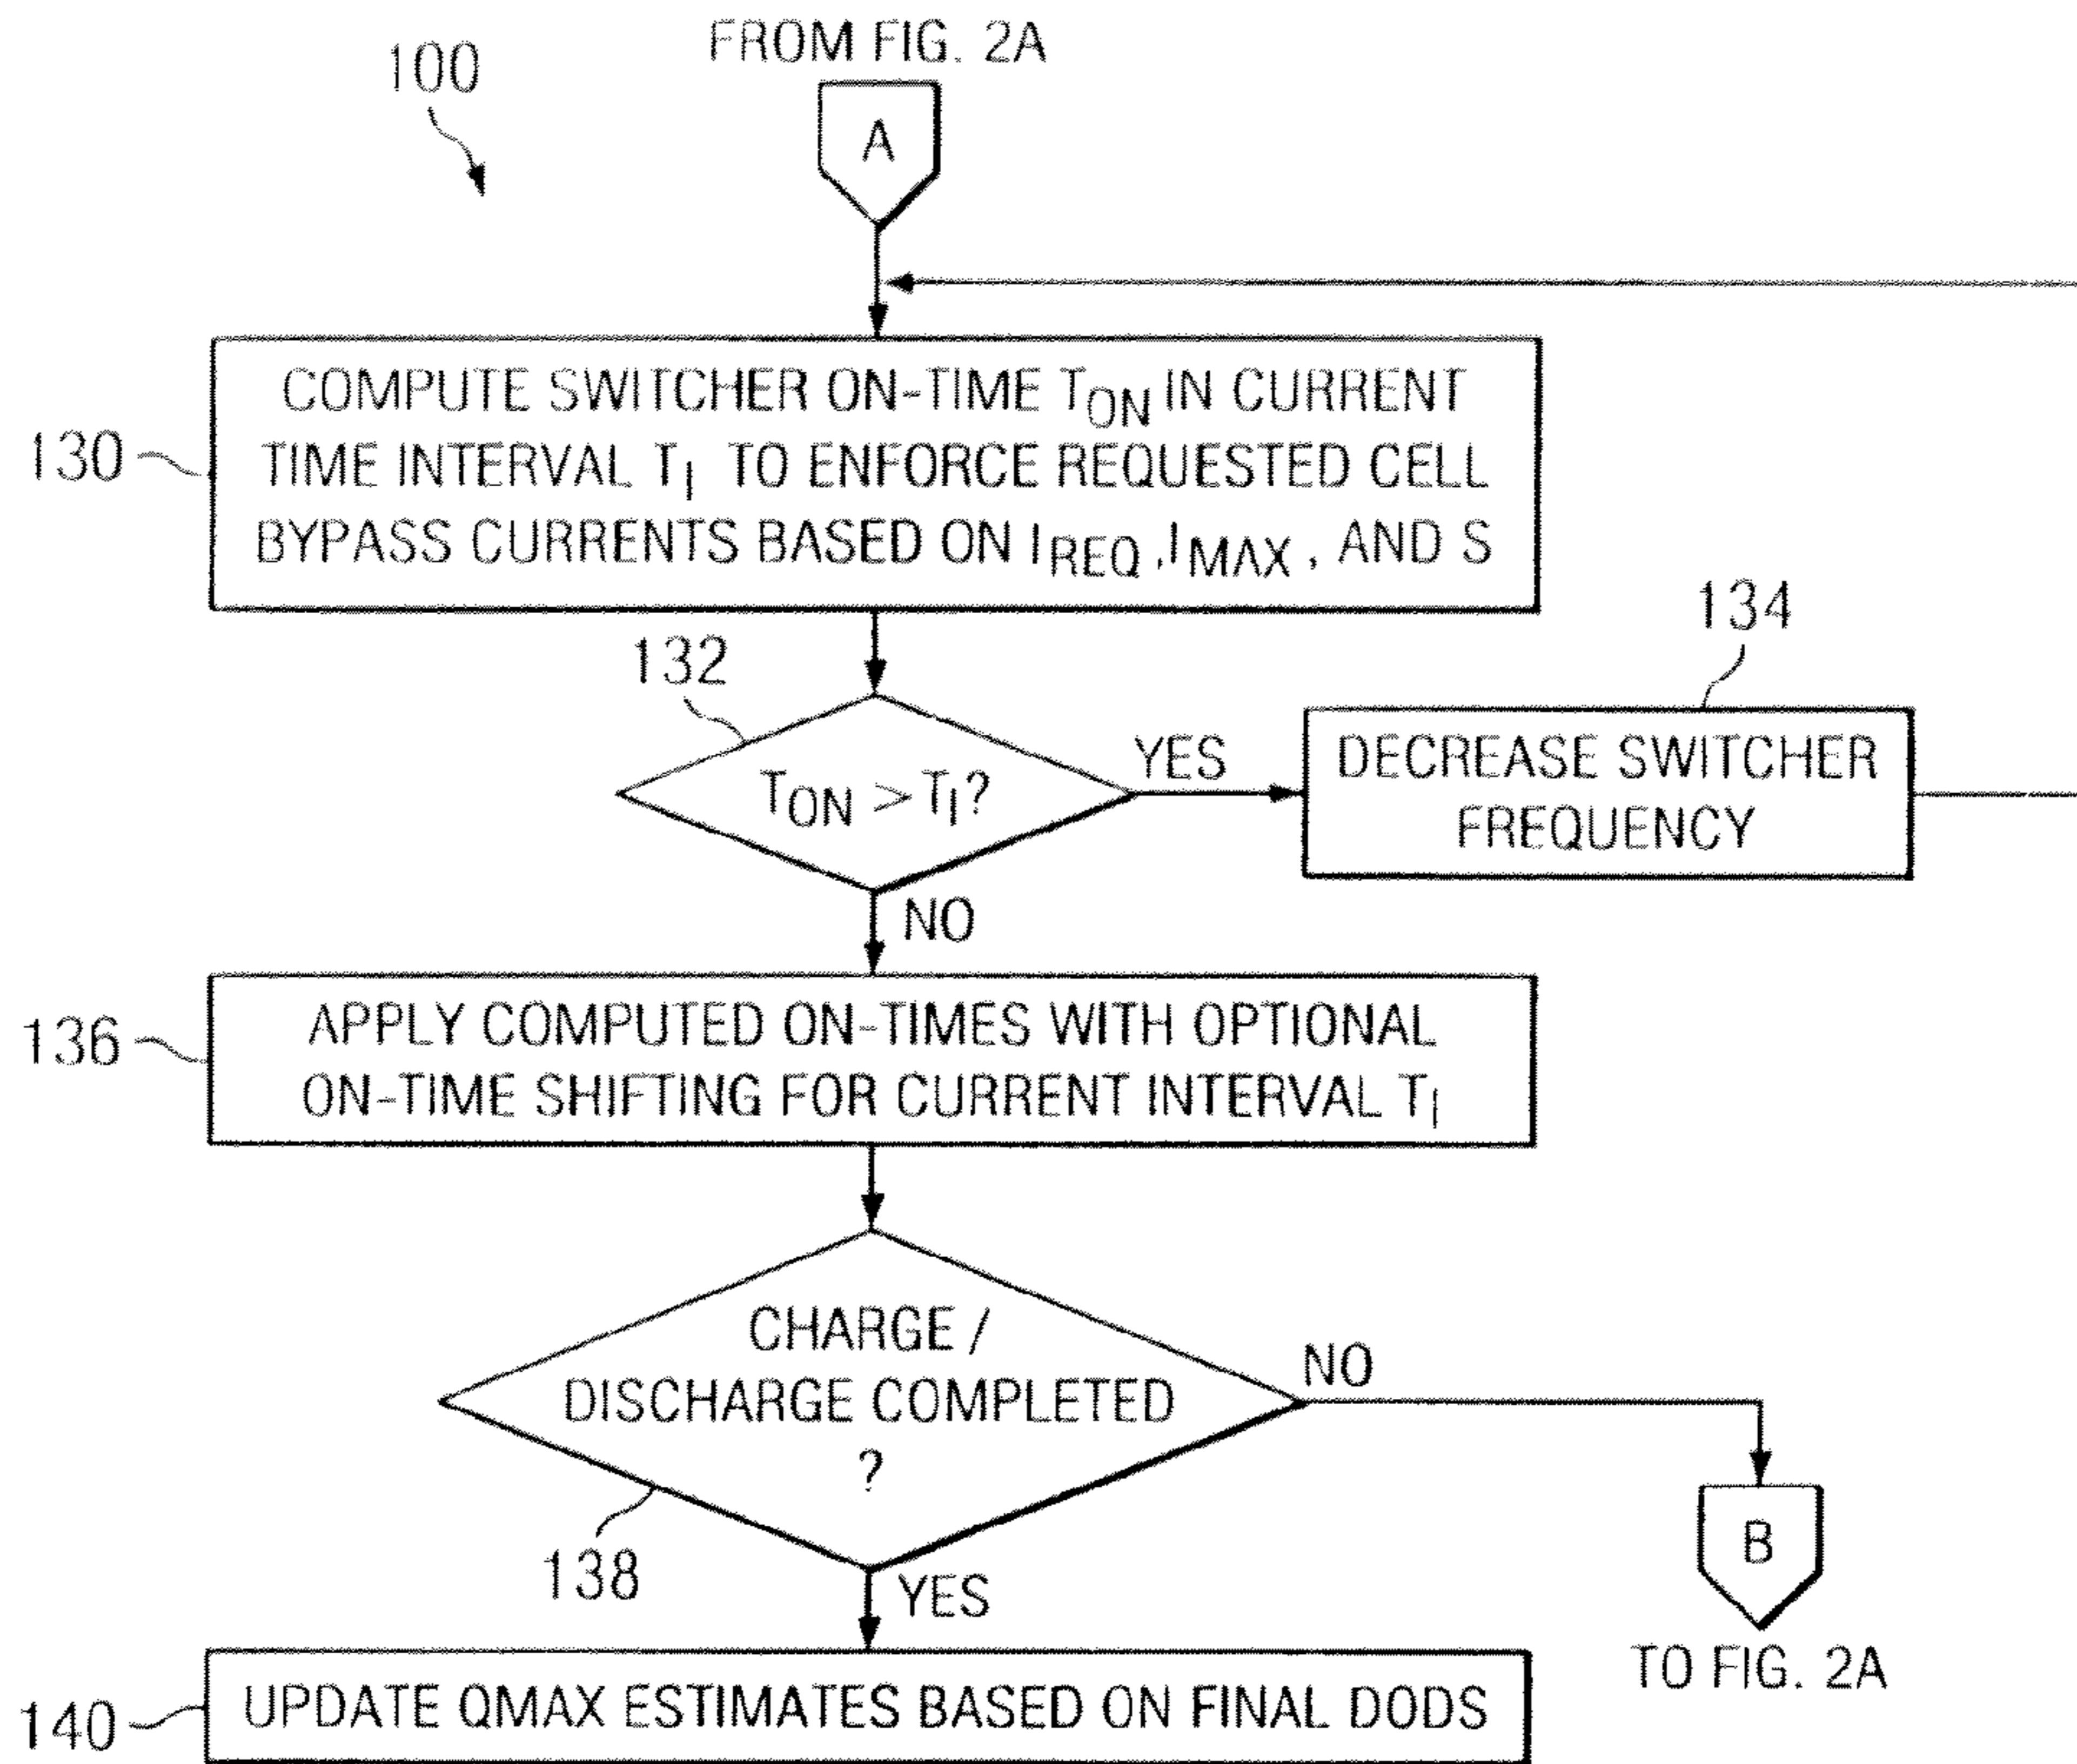 FROM FIG. 2A
100
A
COMPUTE SWITCHER ON-TIME TON IN CURRENT
TIME INTERVAL TI TO ENFORCE REQUESTED CELL
BYPASS CURRENTS BASED ON IREQ, IMAX, AND S
130
132
TON > TI?
YES
134
DECREASE SWITCHER
FREQUENCY
NO
136
APPLY COMPUTED ON-TIMES WITH OPTIONAL
ON-TIME SHIFTING FOR CURRENT INTERVAL TI
CHARGE /
DISCHARGE COMPLETED
?
NO
138
YES
B
TO FIG. 2A
140
UPDATE QMAX ESTIMATES BASED ON FINAL DODS